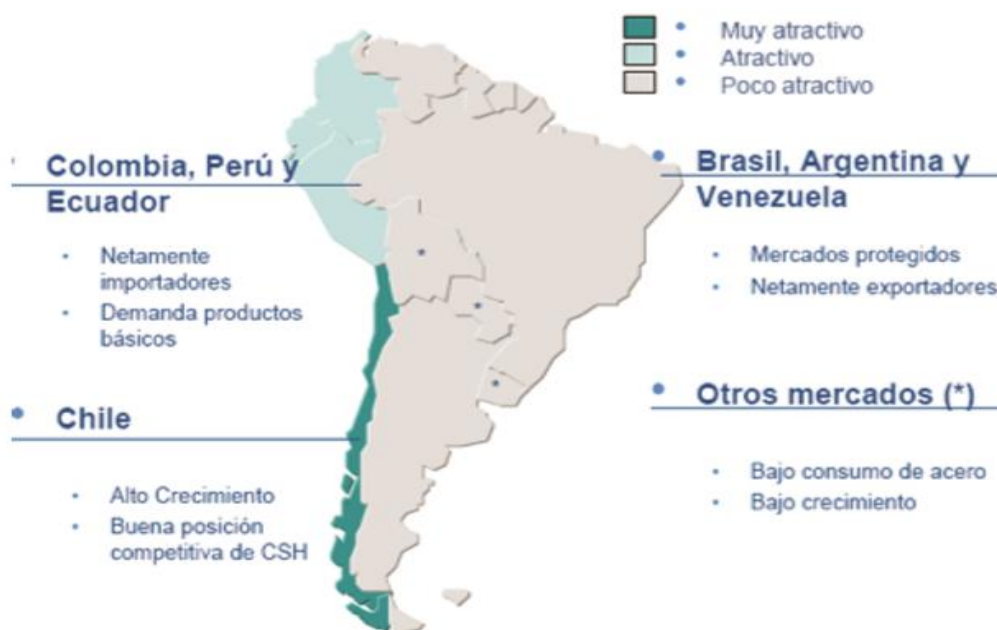 Muy atractivo
Atractivo
Poco atractivo
Colombia, Perú y
Ecuador
Netamente
importadores
Demanda productos
básicos
Chile
Alto Crecimiento
Buena posición
competitiva de CSH
Brasil, Argentina y
Venezuela
Mercados protegidos
Netamente exportadores
Otros mercados (*)
Bajo consumo de acero
Bajo crecimiento
*
*
*